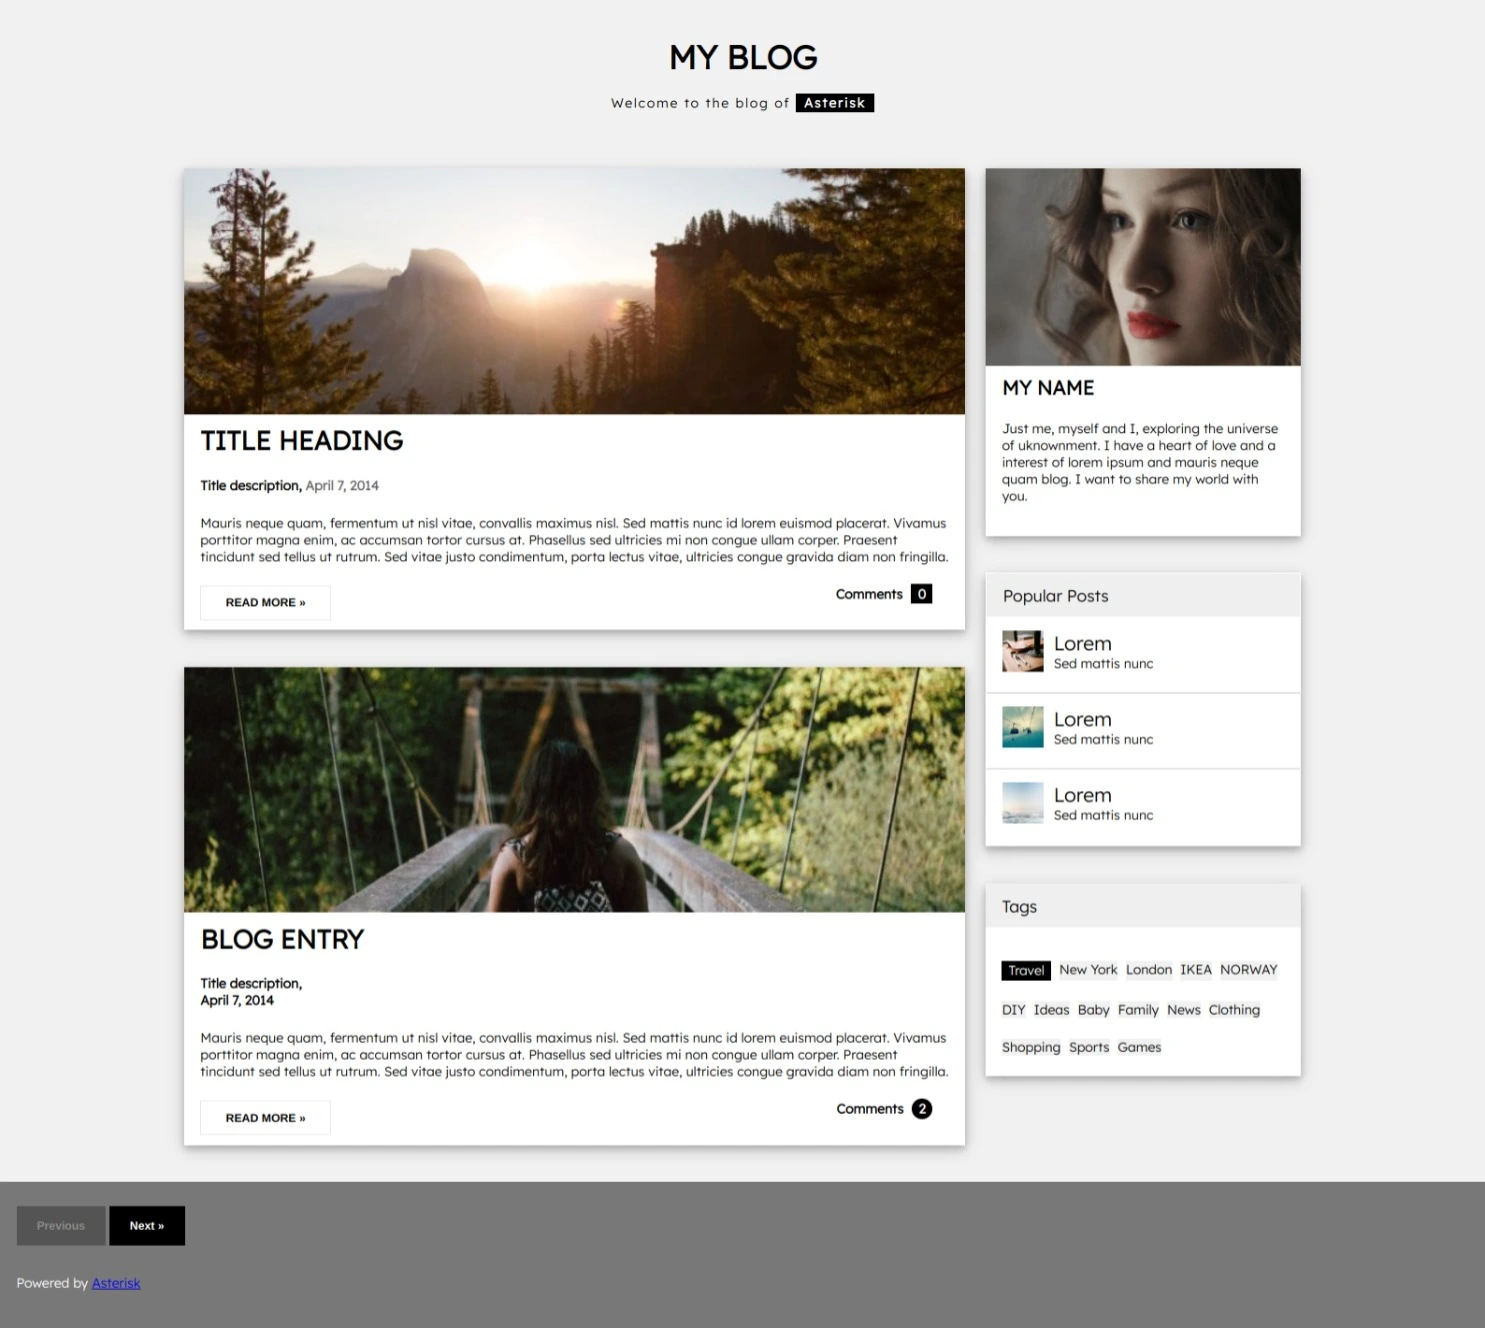 MY BLOG
Welcome to the blog of Asterisk
TITLE HEADING
Title description, April 7, 2014
Mauris neque quam, fermentum ut nisl vitae, convallis maximus nisl. Sed mattis nunc id lorem euismod placerat. Vivamus
porttitor magna enim, ac accumsan tortor cursus at. Phasellus sed ultricies mi non congue ullam corper. Praesent
tincidunt sed tellus ut rutrum. Sed vitae justo condimentum, porta lectus vitae, ultricies congue gravida diam non fringilla.
READ MORE »
Comments 0
BLOG ENTRY
Title description,
April 7, 2014
Mauris neque quam, fermentum ut nisl vitae, convallis maximus nisl. Sed mattis nunc id lorem euismod placerat. Vivamus
porttitor magna enim, ac accumsan tortor cursus at. Phasellus sed ultricies mi non congue ullam corper. Praesent
tincidunt sed tellus ut rutrum. Sed vitae justo condimentum, porta lectus vitae, ultricies congue gravida diam non fringilla.
READ MORE »
Comments 2
MY NAME
Just me, myself and I, exploring the universe
of uknownment. I have a heart of love and a
interest of lorem ipsum and mauris neque
quam blog. I want to share my world with
you.
Popular Posts
Lorem
Sed mattis nunc
Lorem
Sed mattis nunc
Lorem
Sed mattis nunc
Tags
Travel New York London IKEA NORWAY
DIY Ideas Baby Family News Clothing
Shopping Sports Games
Previous Next »
Powered by Asterisk